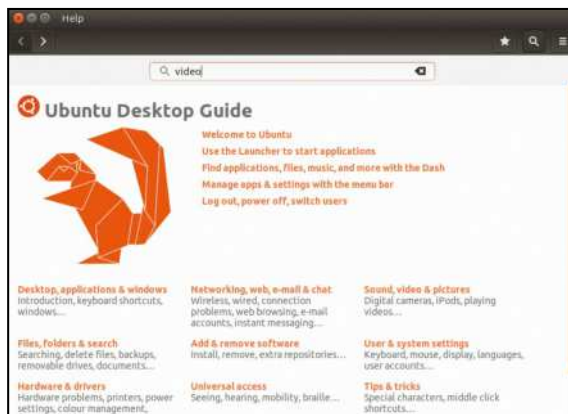 Help
video
Ubuntu Desktop Guide
Welcome to Ubuntu
Use the Launcher to start applications
Find applications, files, music, and more with the Dash
Manage apps & settings with the menu bar
Log out, power off, switch users
Desktop, applications & windows
Introduction, keyboard shortcuts,
windows…
Networking, web, e-mail & chat
Wireless, wired, connection
problems, web browsing, e-mail
accounts, instant messaging…
Sound, video & pictures
Digital cameras, iPods, playing
videos…
Files, folders & search
Searching, delete files, backups,
removable drives, documents…
Add & remove software
Install, remove, extra repositories…
User & system settings
Keyboard, mouse, display, languages,
user accounts…
Hardware & drivers
Hardware problems, printers, power
settings, colour management,
Universal access
Seeing, hearing, mobility, braille…
Tips & tricks
Special characters, middle click
shortcuts…